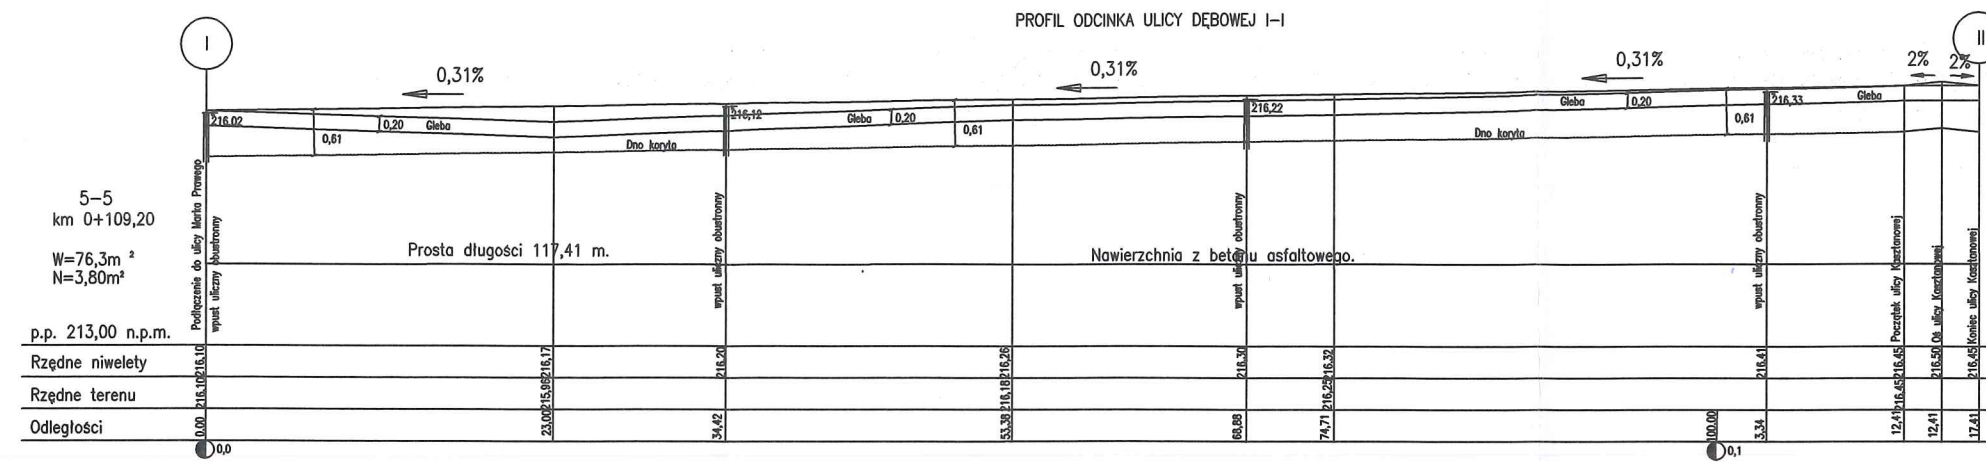 PROFIL ODCINKA ULICY DĘBOWEJ I-I
I
II
0,31%
0,31%
0,31%
2%
2%
216.02
0,61
0,20
Gleba
Dno koryta
216,12
Gleba
0,20
0,61
216,22
Dno koryta
Gleba
0,20
0,61
216,33
Gleba
5-5
km 0+109,20
W=76,3m ²
N=3,80m²
Podłączenie do ulicy Marka Prawego
wpust uliczny obustronny
Prosta długości 117,41 m.
wpust uliczny obustronny
Nawierzchnia z betonu asfaltowego.
wpust uliczny obustronny
wpust uliczny obustronny
Początek ulicy Kasztanowej
Oś ulicy Kasztanowej
Koniec ulicy Kasztanowej
p.p. 213,00 n.p.m.
Rzędne niwelety 216,10 216,17 216,20 216,26 216,30 216,32 216,41 216,45 216,50 216,45
Rzędne terenu 216,10 215,96 216,18 216,25 216,45
Odległości 0.00 23,00 34,42 53,38 68,88 74,71 100.00 3,34 12,41 12,41 17,41
0,0
0,1